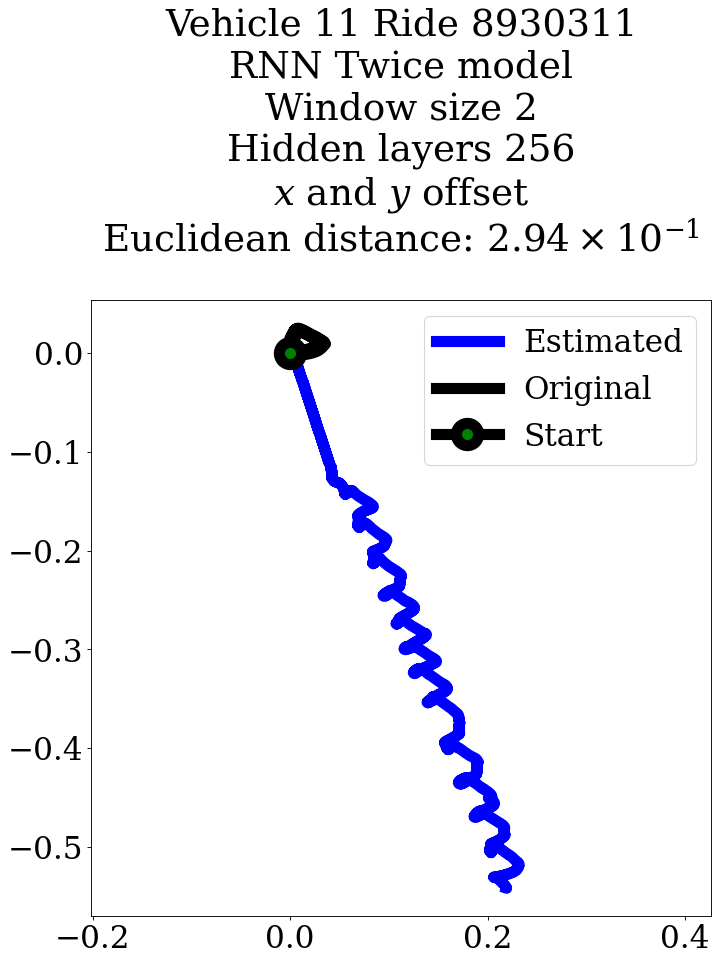 Vehicle 11 Ride 8930311
RNN Twice model
Window size 2
Hidden layers 256
x and y offset
Euclidean distance: 2.94 × 10⁻¹
Estimated
Original
Start
0.0
−0.1
−0.2
−0.3
−0.4
−0.5
−0.2 0.0 0.2 0.4